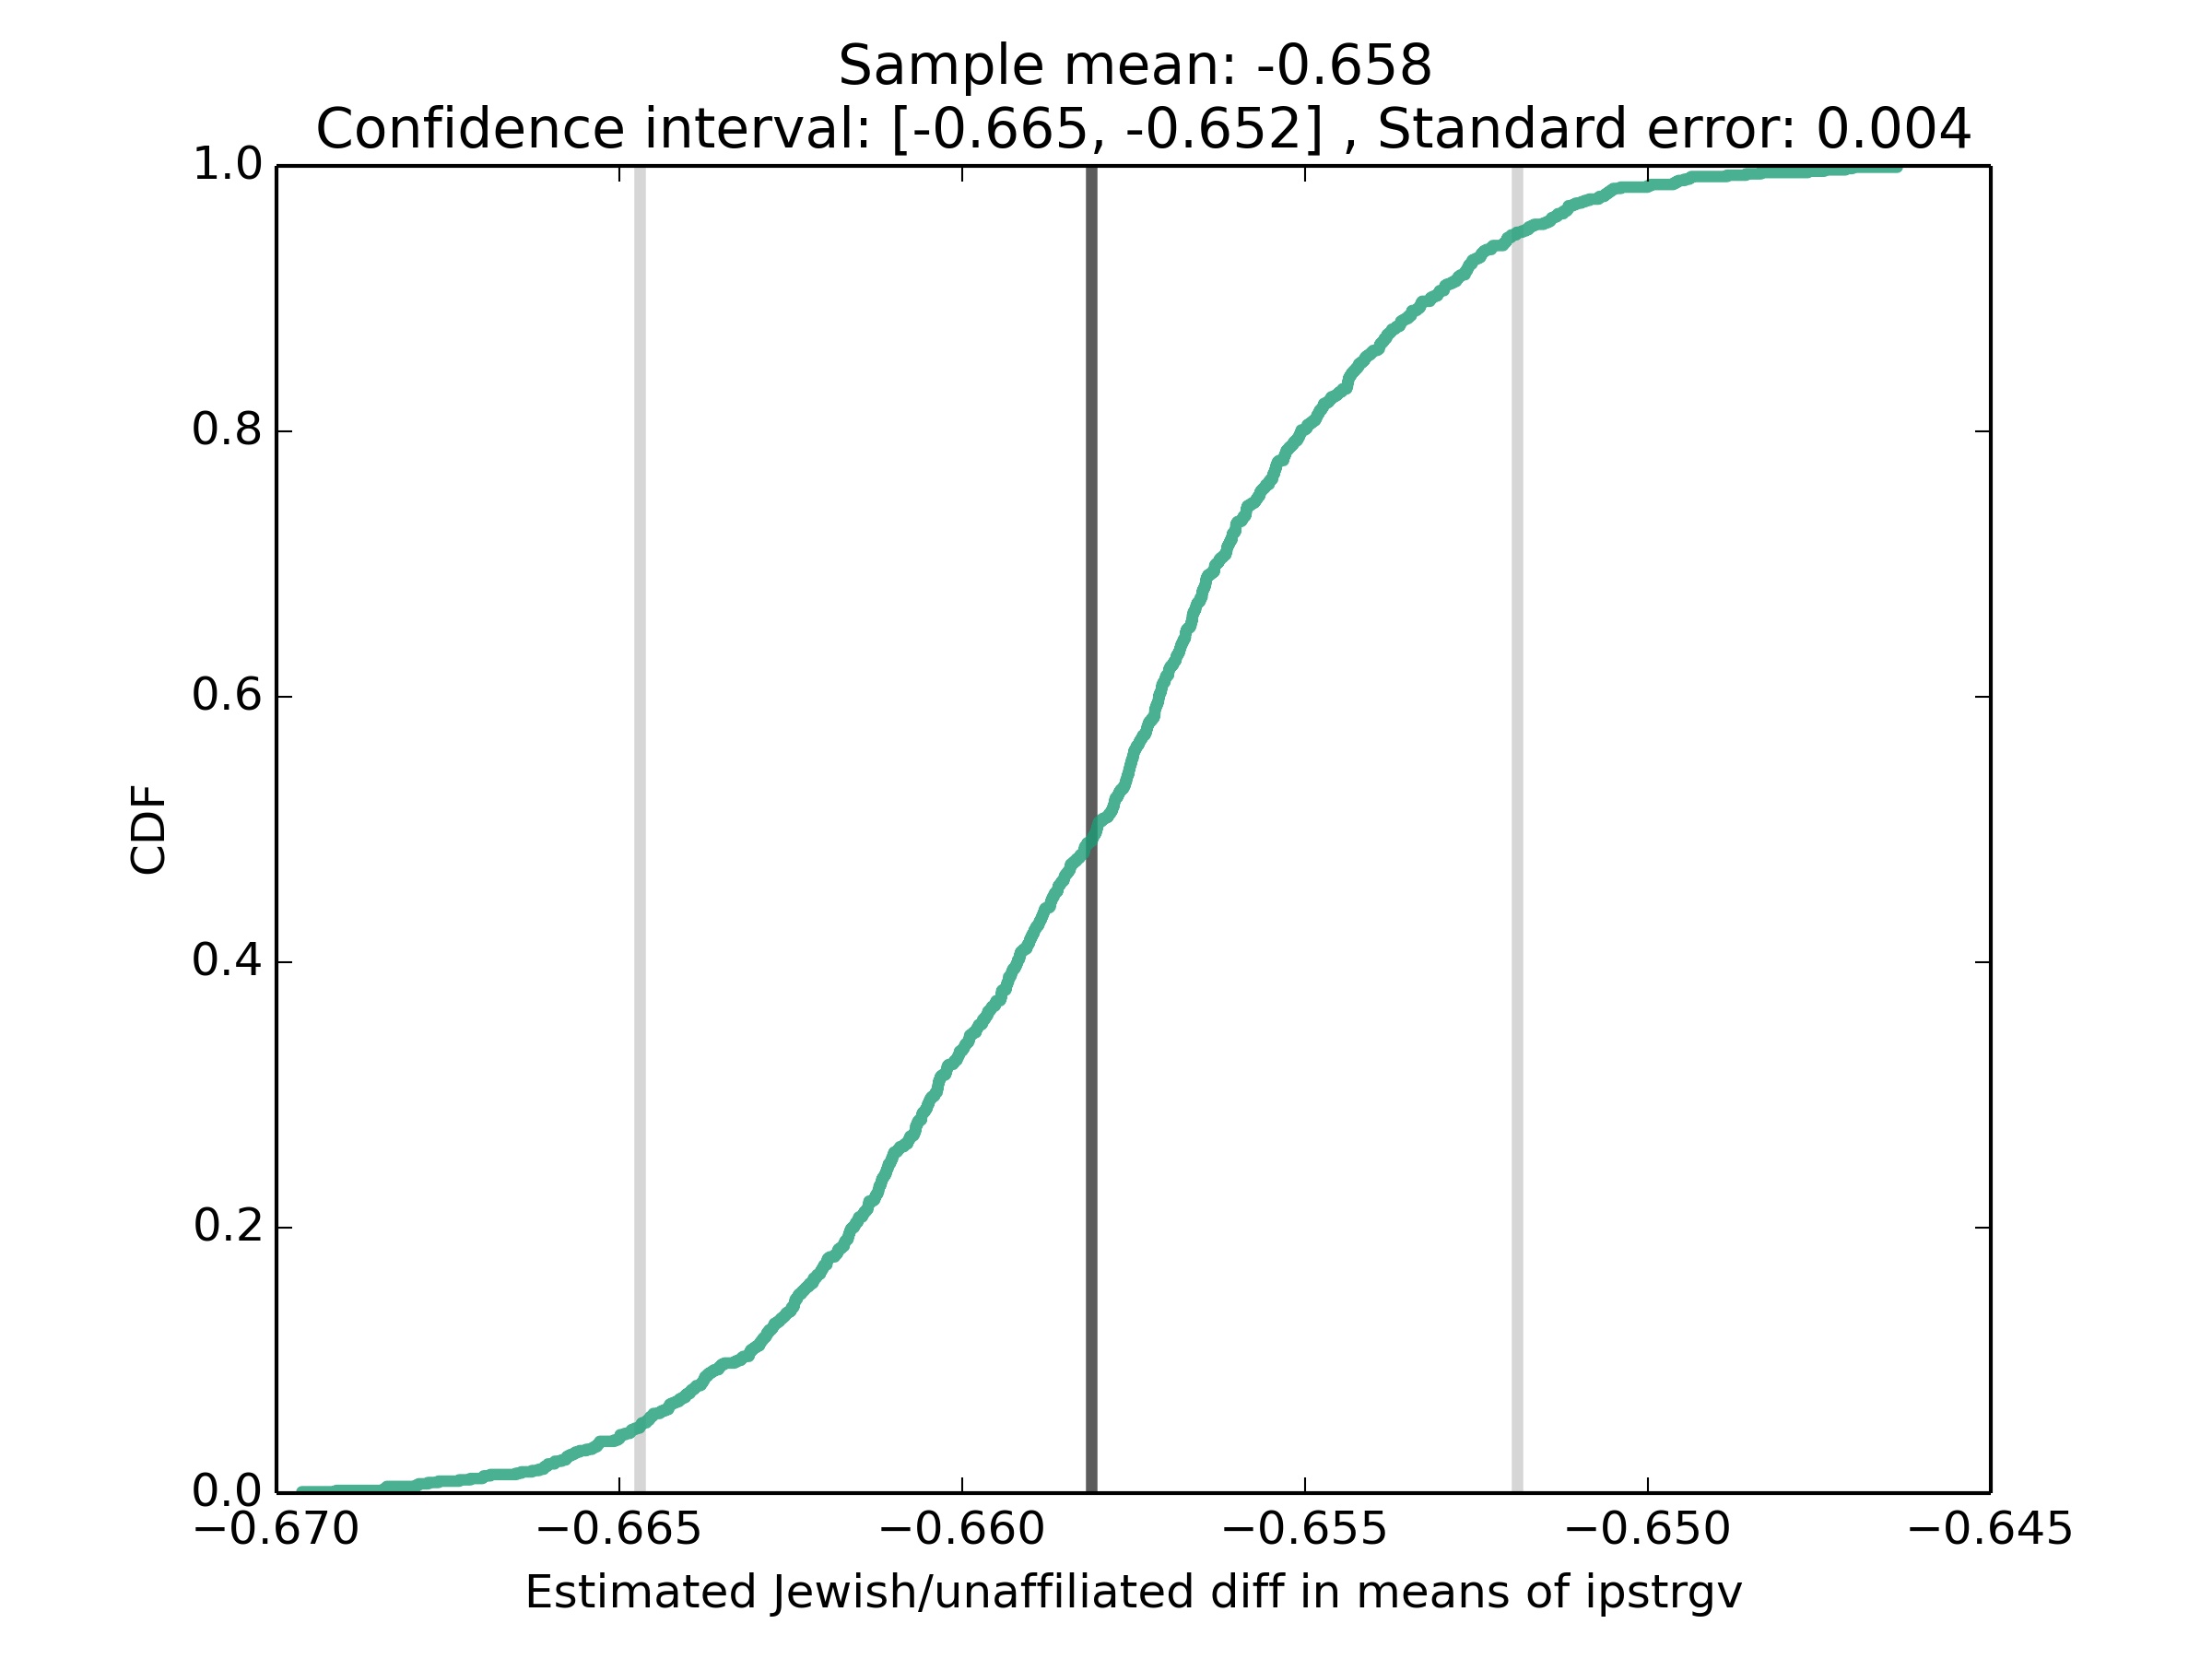 Sample mean: -0.658
Confidence interval: [-0.665, -0.652] , Standard error: 0.004
1.0
0.8
0.6
0.4
0.2
0.0
CDF
−0.670 −0.665 −0.660 −0.655 −0.650 −0.645
Estimated Jewish/unaffiliated diff in means of ipstrgv